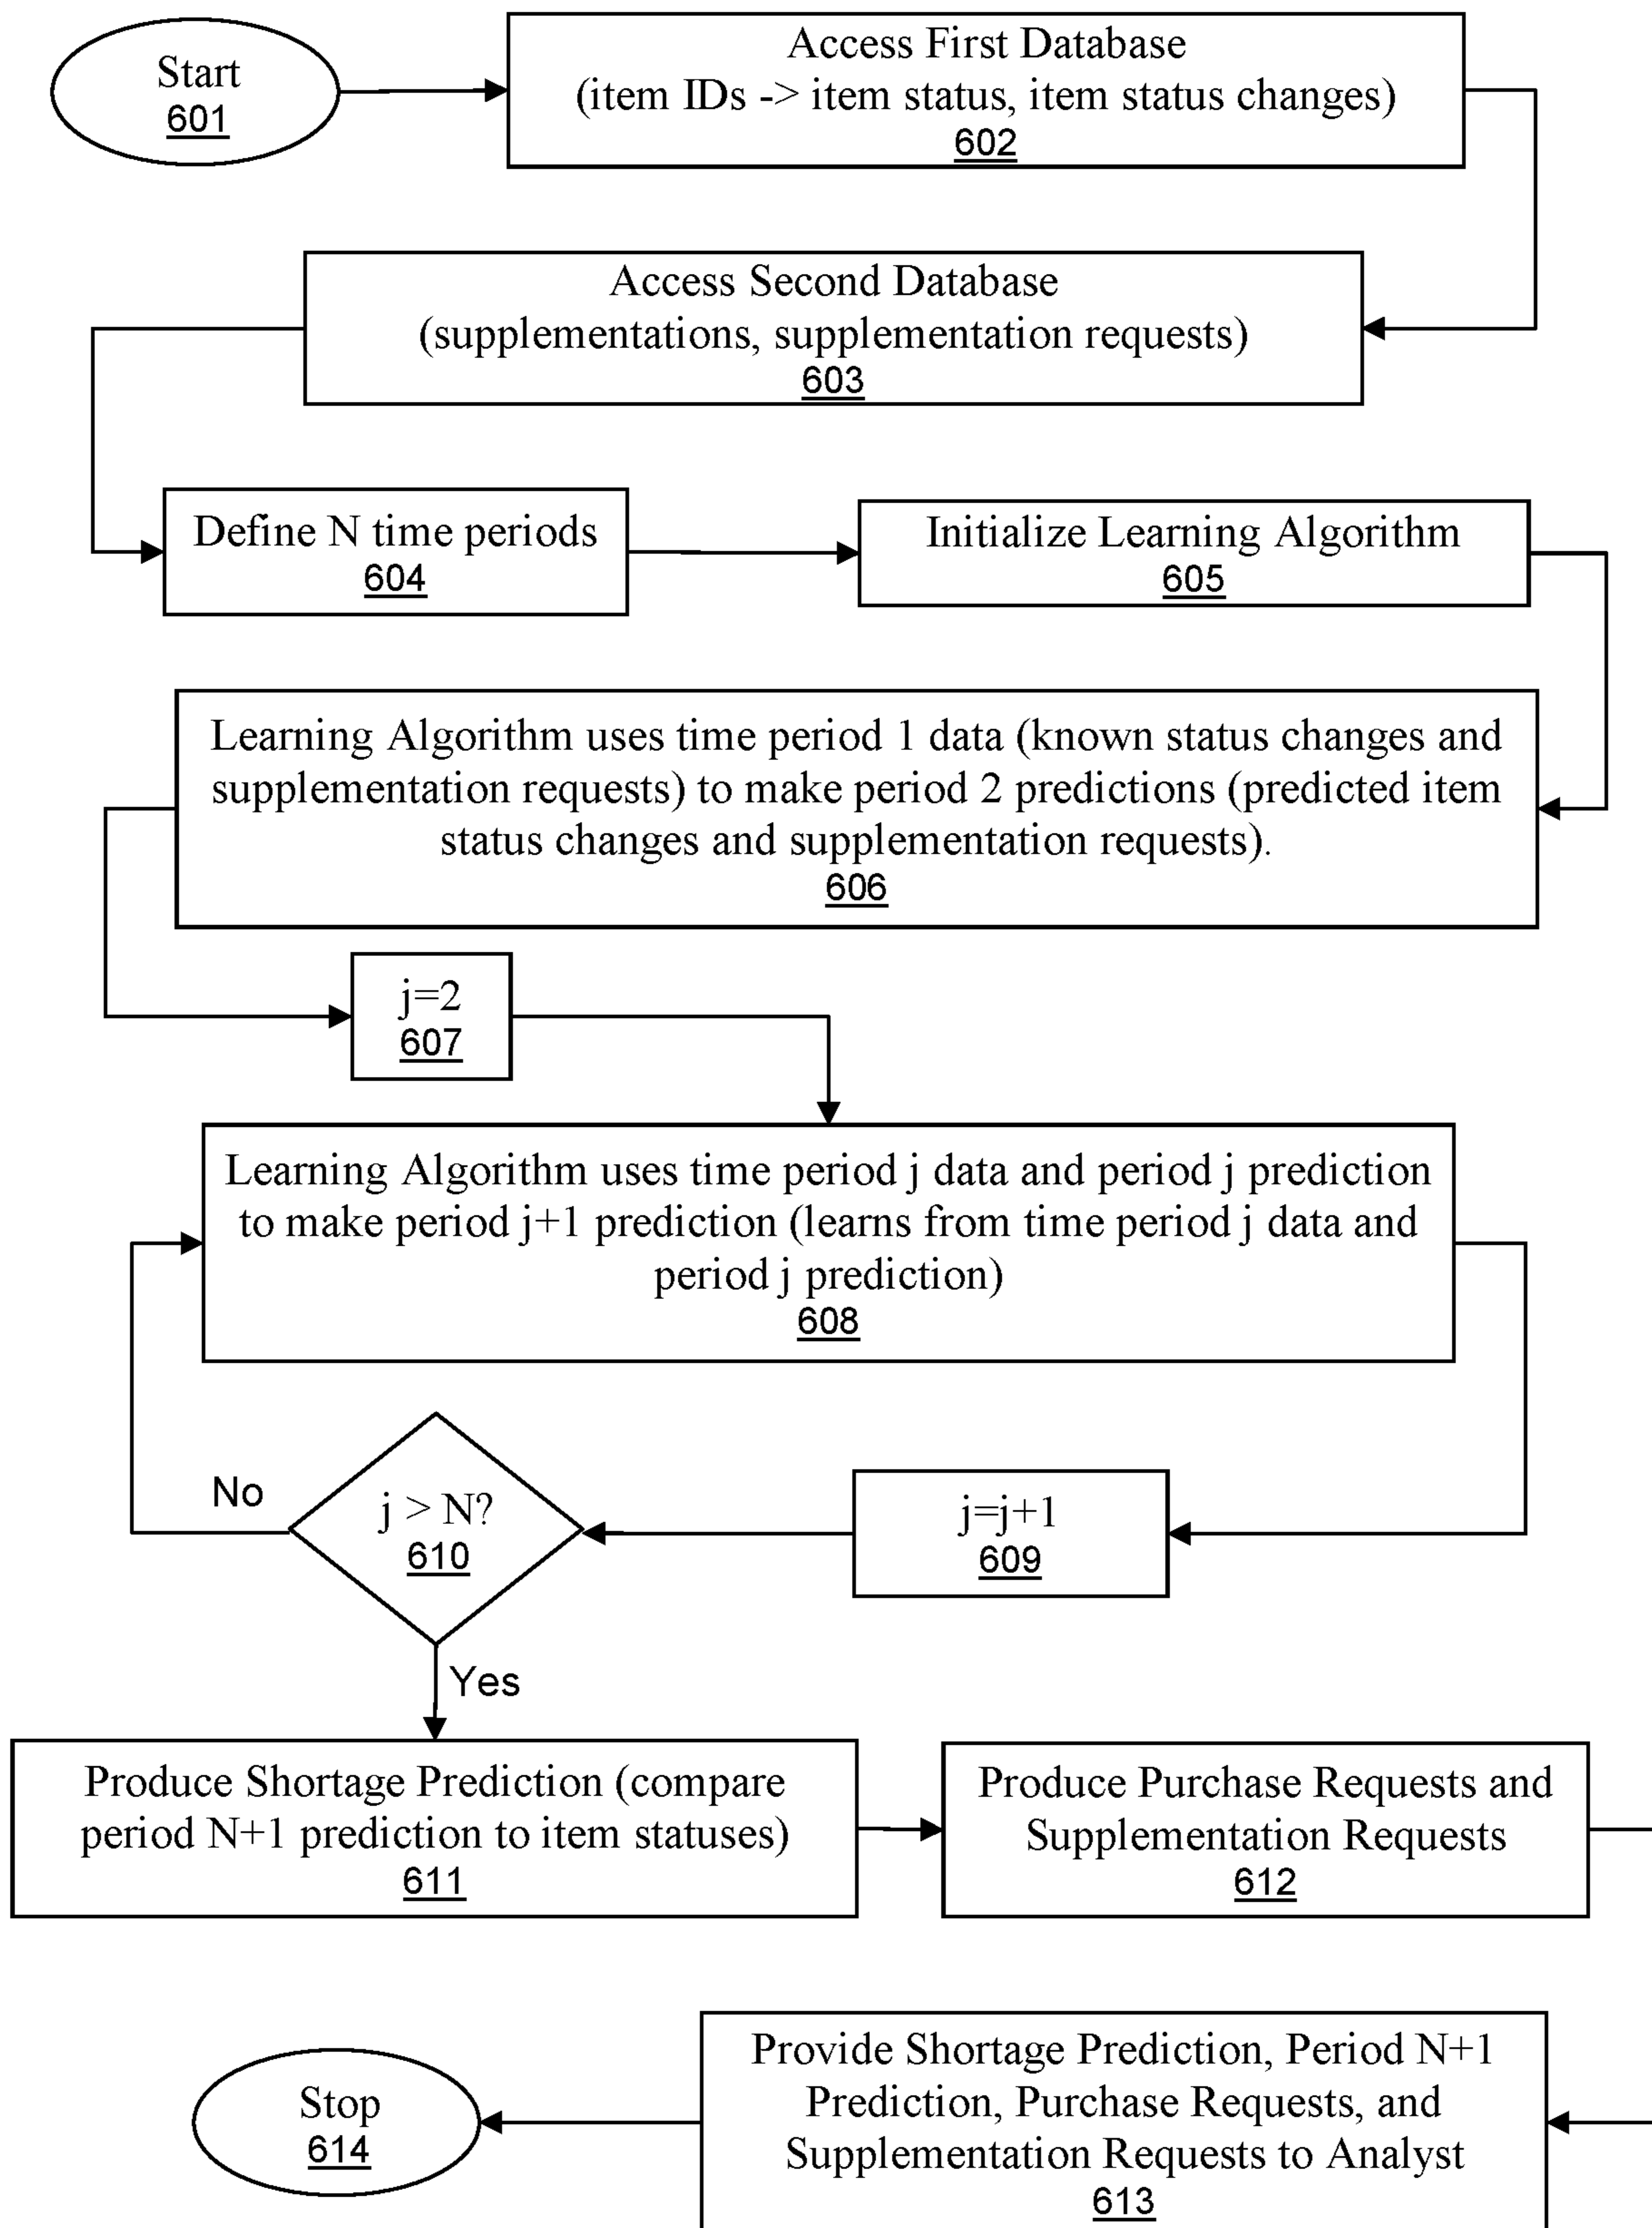 Start
601
Access First Database
(item IDs -> item status, item status changes)
602
Access Second Database
(supplementations, supplementation requests)
603
Define N time periods
604
Initialize Learning Algorithm
605
Learning Algorithm uses time period 1 data (known status changes and
supplementation requests) to make period 2 predictions (predicted item
status changes and supplementation requests).
606
j=2
607
Learning Algorithm uses time period j data and period j prediction
to make period j+1 prediction (learns from time period j data and
period j prediction)
608
No
j > N?
610
j=j+1
609
Yes
Produce Shortage Prediction (compare
period N+1 prediction to item statuses)
611
Produce Purchase Requests and
Supplementation Requests
612
Provide Shortage Prediction, Period N+1
Prediction, Purchase Requests, and
Supplementation Requests to Analyst
613
Stop
614